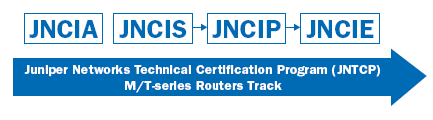 JNCIA JNCIS JNCIP JNCIE
Juniper Networks Technical Certification Program (JNTCP)
M/T-series Routers Track